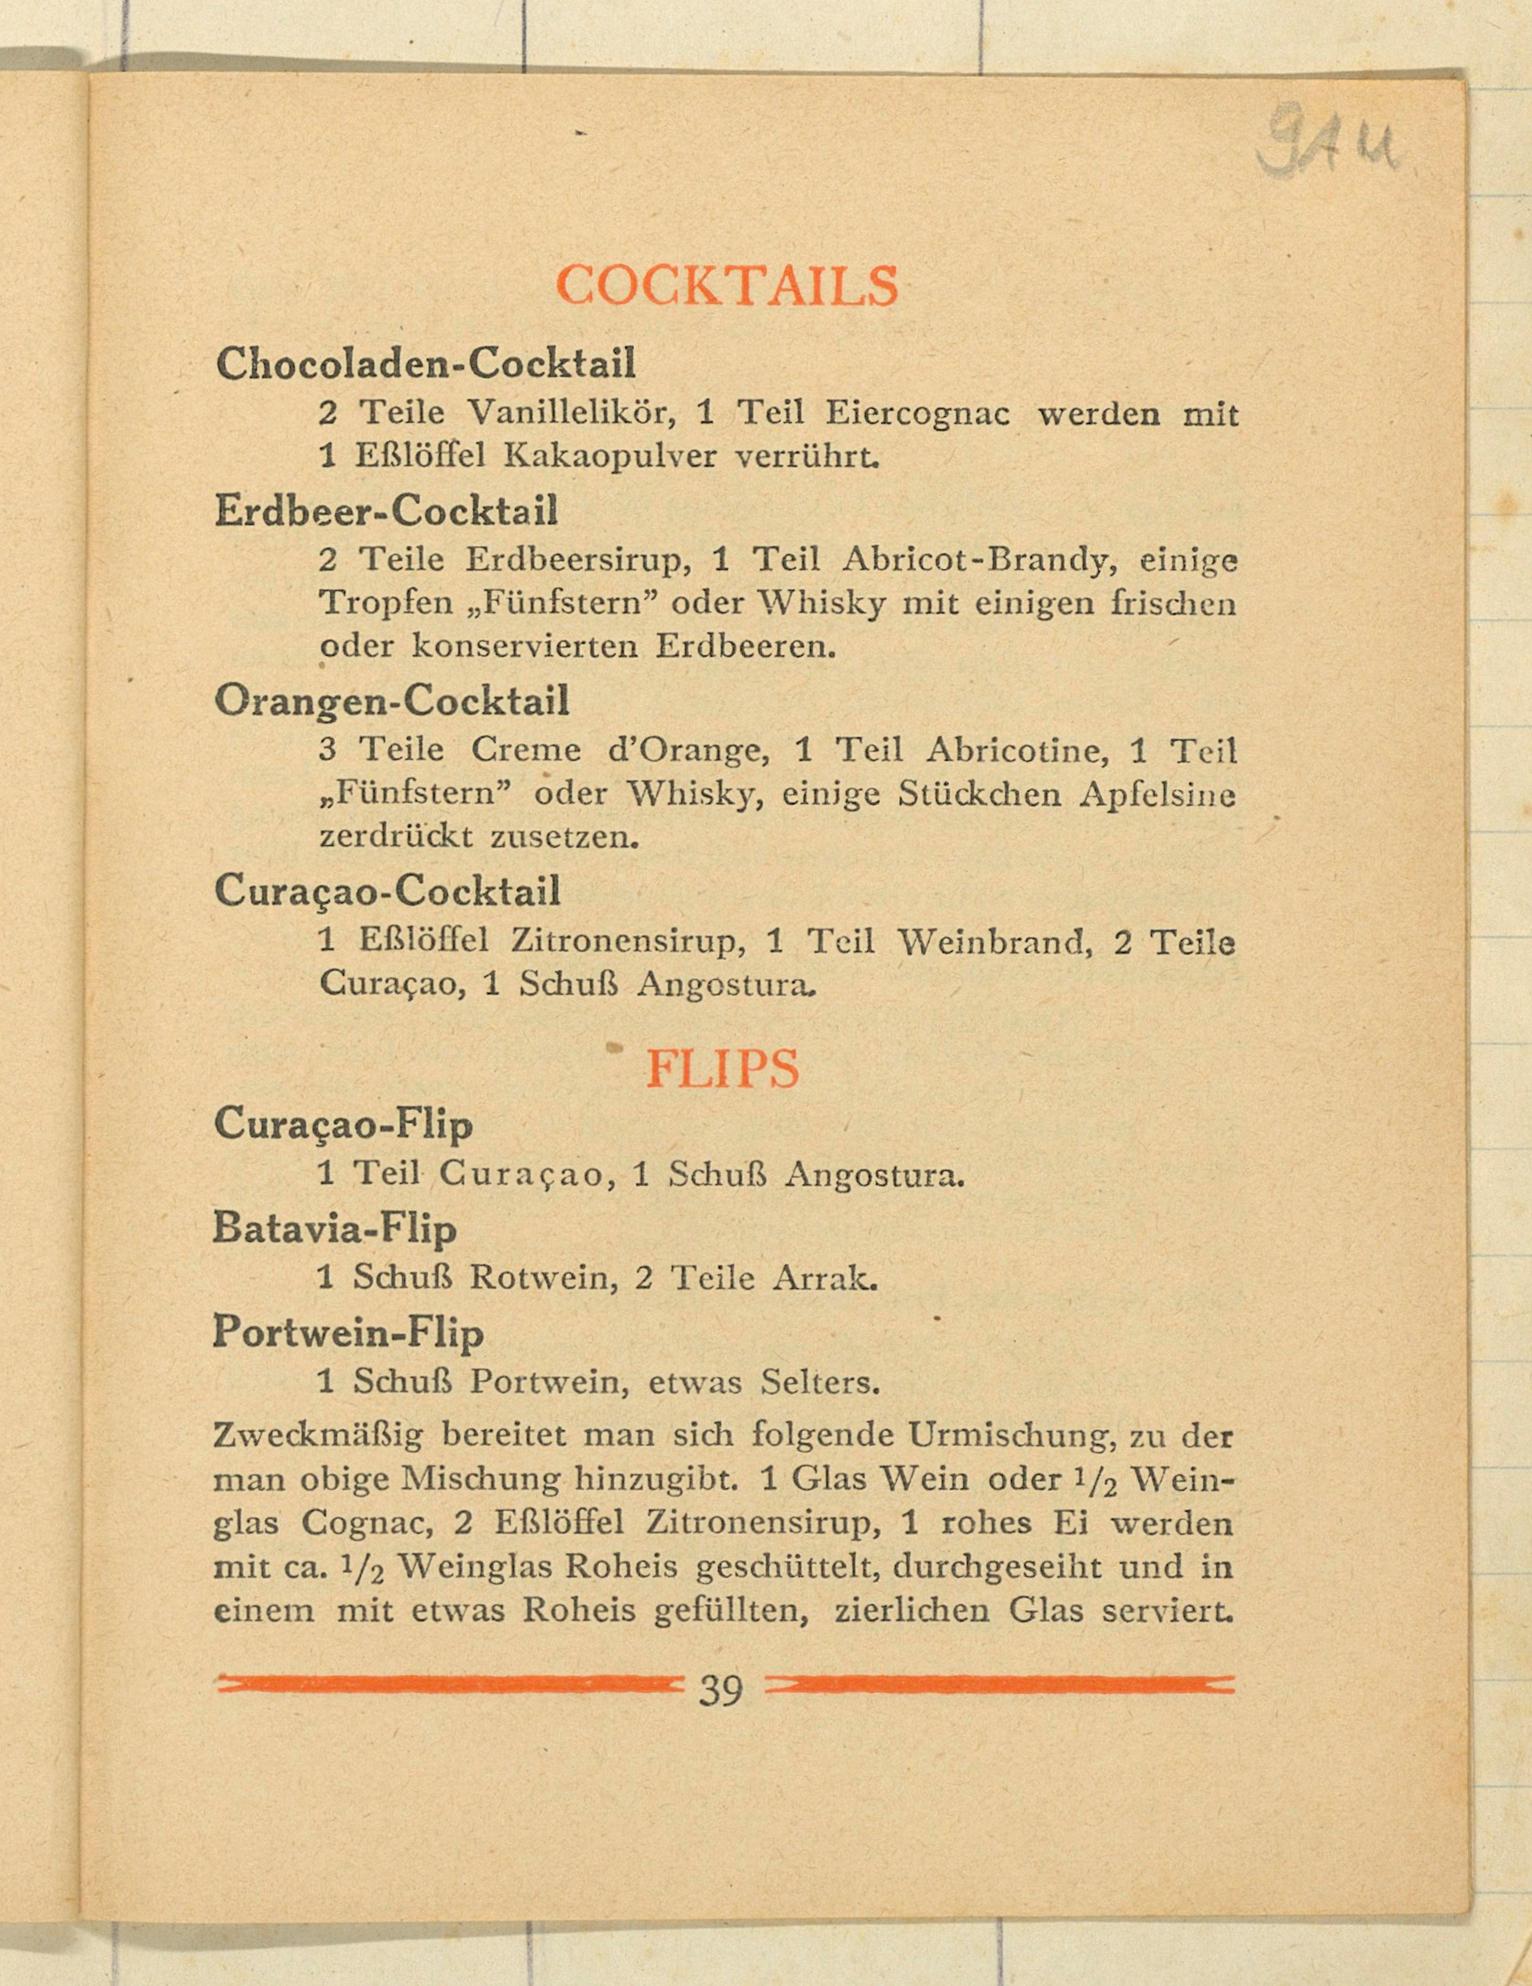 COCKTAILS
Chocoladen-Cocktail
2 Teile Vanillelikör, 1 Teil Eiercognac werden mit
1 Eßlöffel Kakaopulver verrührt.
Erdbeer-Cocktail
2 Teile Erdbeersirup, 1 Teil Abricot-Brandy, einige
Tropfen „Fünfstern” oder Whisky mit einigen frischen
oder konservierten Erdbeeren.
Orangen-Cocktail
3 Teile Creme d’Orange, 1 Teil Abricotine, 1 Teil
„Fünfstern” oder Whisky, einige Stückchen Apfelsine
zerdrückt zusetzen.
Curaçao-Cocktail
1 Eßlöffel Zitronensirup, 1 Teil Weinbrand, 2 Teile
Curaçao, 1 Schuß Angostura.
FLIPS
Curaçao-Flip
1 Teil Curaçao, 1 Schuß Angostura.
Batavia-Flip
1 Schuß Rotwein, 2 Teile Arrak.
Portwein-Flip
1 Schuß Portwein, etwas Selters.
Zweckmäßig bereitet man sich folgende Urmischung, zu der
man obige Mischung hinzugibt. 1 Glas Wein oder 1/2 Wein-
glas Cognac, 2 Eßlöffel Zitronensirup, 1 rohes Ei werden
mit ca. 1/2 Weinglas Roheis geschüttelt, durchgeseiht und in
einem mit etwas Roheis gefüllten, zierlichen Glas serviert.
39